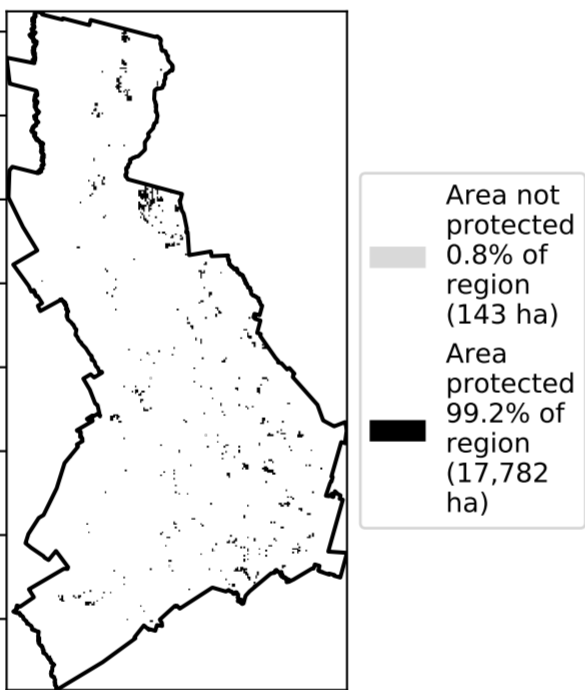 Area not
protected
0.8% of
region
(143 ha)
Area
protected
99.2% of
region
(17,782
ha)